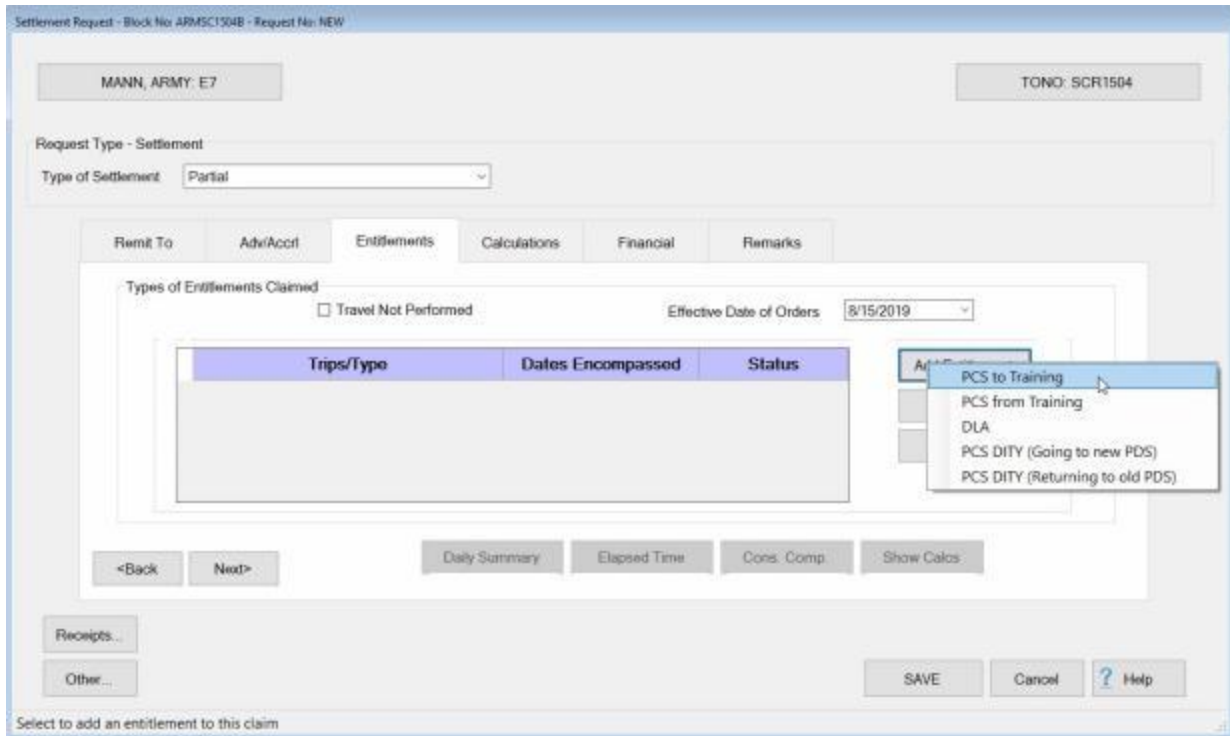 Settlement Request - Block No: ARMSC1504B - Request No: NEW
MANN, ARMY: E7
TONO: SCR1504
Request Type - Settlement
Type of Settlement Partial
Remit To Adv/Accrl Entitlements Calculations Financial Remarks
Types of Entitlements Claimed
Travel Not Performed Effective Date of Orders 8/15/2019
Trips/Type Dates Encompassed Status
PCS to Training
PCS from Training
DLA
PCS DITY (Going to new PDS)
PCS DITY (Returning to old PDS)
<Back Next> Daily Summary Elapsed Time Cons. Comp. Show Calcs
Receipts...
Other... SAVE Cancel ? Help
Select to add an entitlement to this claim